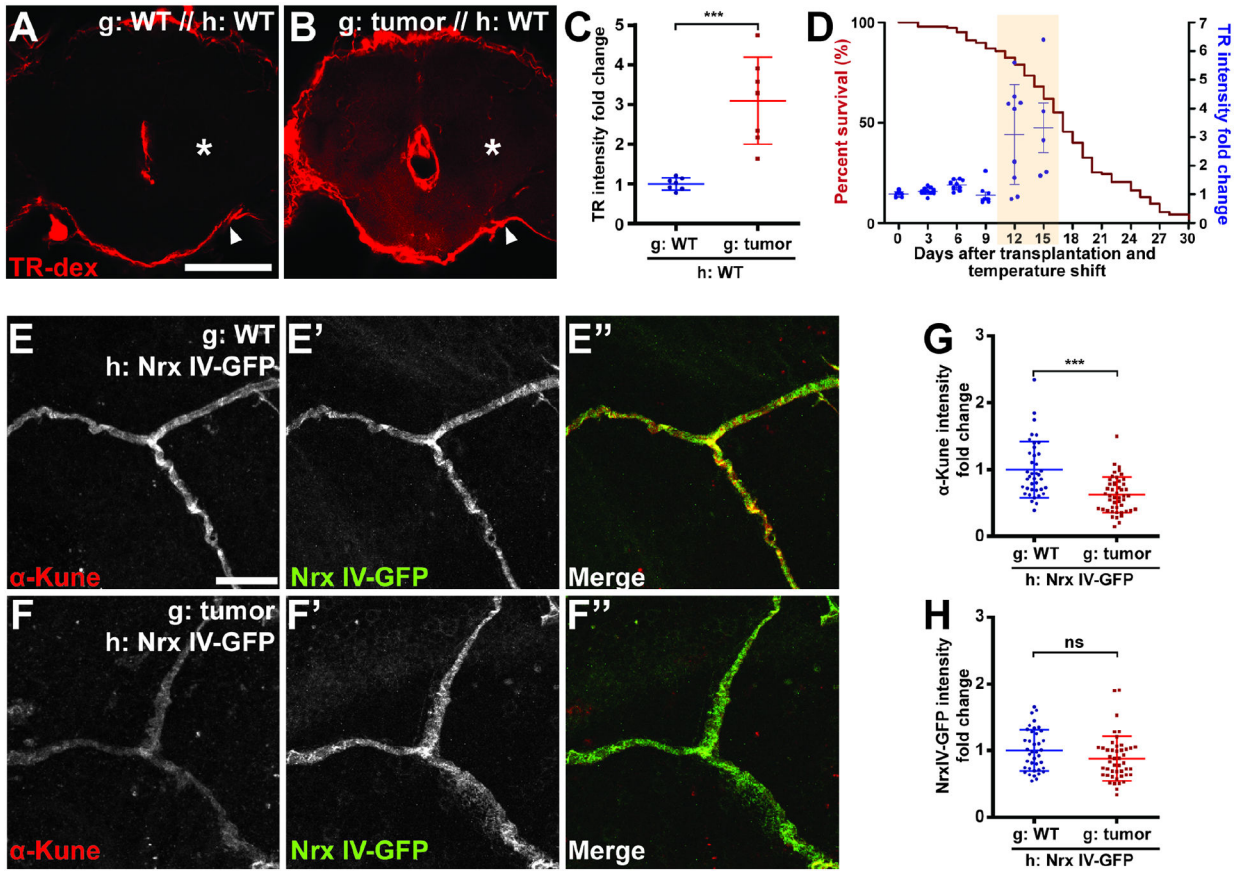 A
g: WT // h: WT
TR-dex
B
g: tumor // h: WT
C
TR intensity fold change
5
4
3
2
1
0
***
g: WT
g: tumor
h: WT
D
Percent survival (%)
100
50
0
TR intensity fold change
7
6
5
4
3
2
1
0
0 3 6 9 12 15 18 21 24 27 30
Days after transplantation and
temperature shift
E
g: WT
h: Nrx IV-GFP
α-Kune
E’
Nrx IV-GFP
E”
Merge
F
g: tumor
h: Nrx IV-GFP
α-Kune
F’
Nrx IV-GFP
F”
Merge
G
α-Kune intensity
fold change
3
2
1
0
***
g: WT
g: tumor
h: Nrx IV-GFP
H
NrxIV-GFP intensity
fold change
3
2
1
0
ns
g: WT
g: tumor
h: Nrx IV-GFP